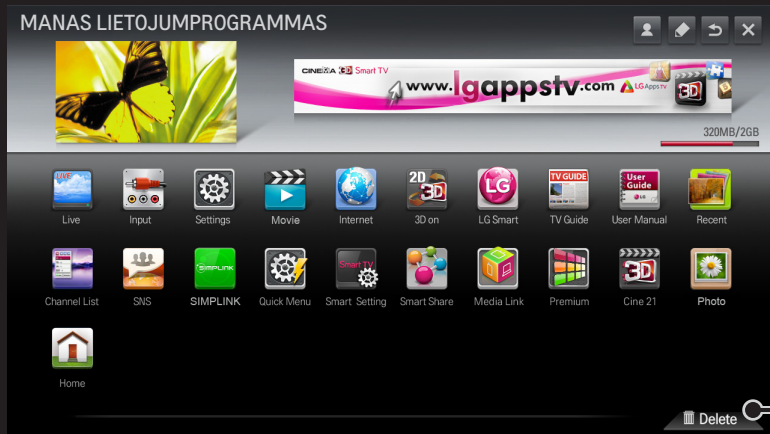 MANAS LIETOJUMPROGRAMMAS
CINEMA 3D Smart TV
www.lgappstv.com LG Apps TV
3D
320MB/2GB
LIVE
2D
3D
LG
TV GUIDE
User
Guide
LG
Live Input Settings Movie Internet 3D on LG Smart TV Guide User Manual Recent
SIMPLINK
Smart TV
3D
Channel List SNS SIMPLINK Quick Menu Smart Setting Smart Share Media Link Premium Cine 21 Photo
Home
Delete